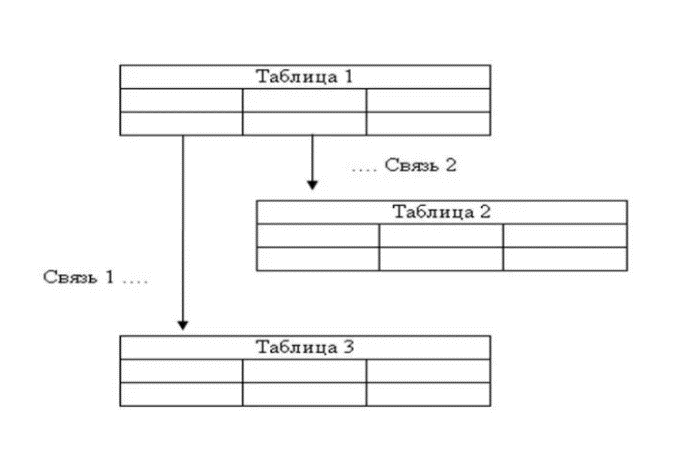 Таблица 1
.... Связь 2
Таблица 2
Связь 1 ....
Таблица 3